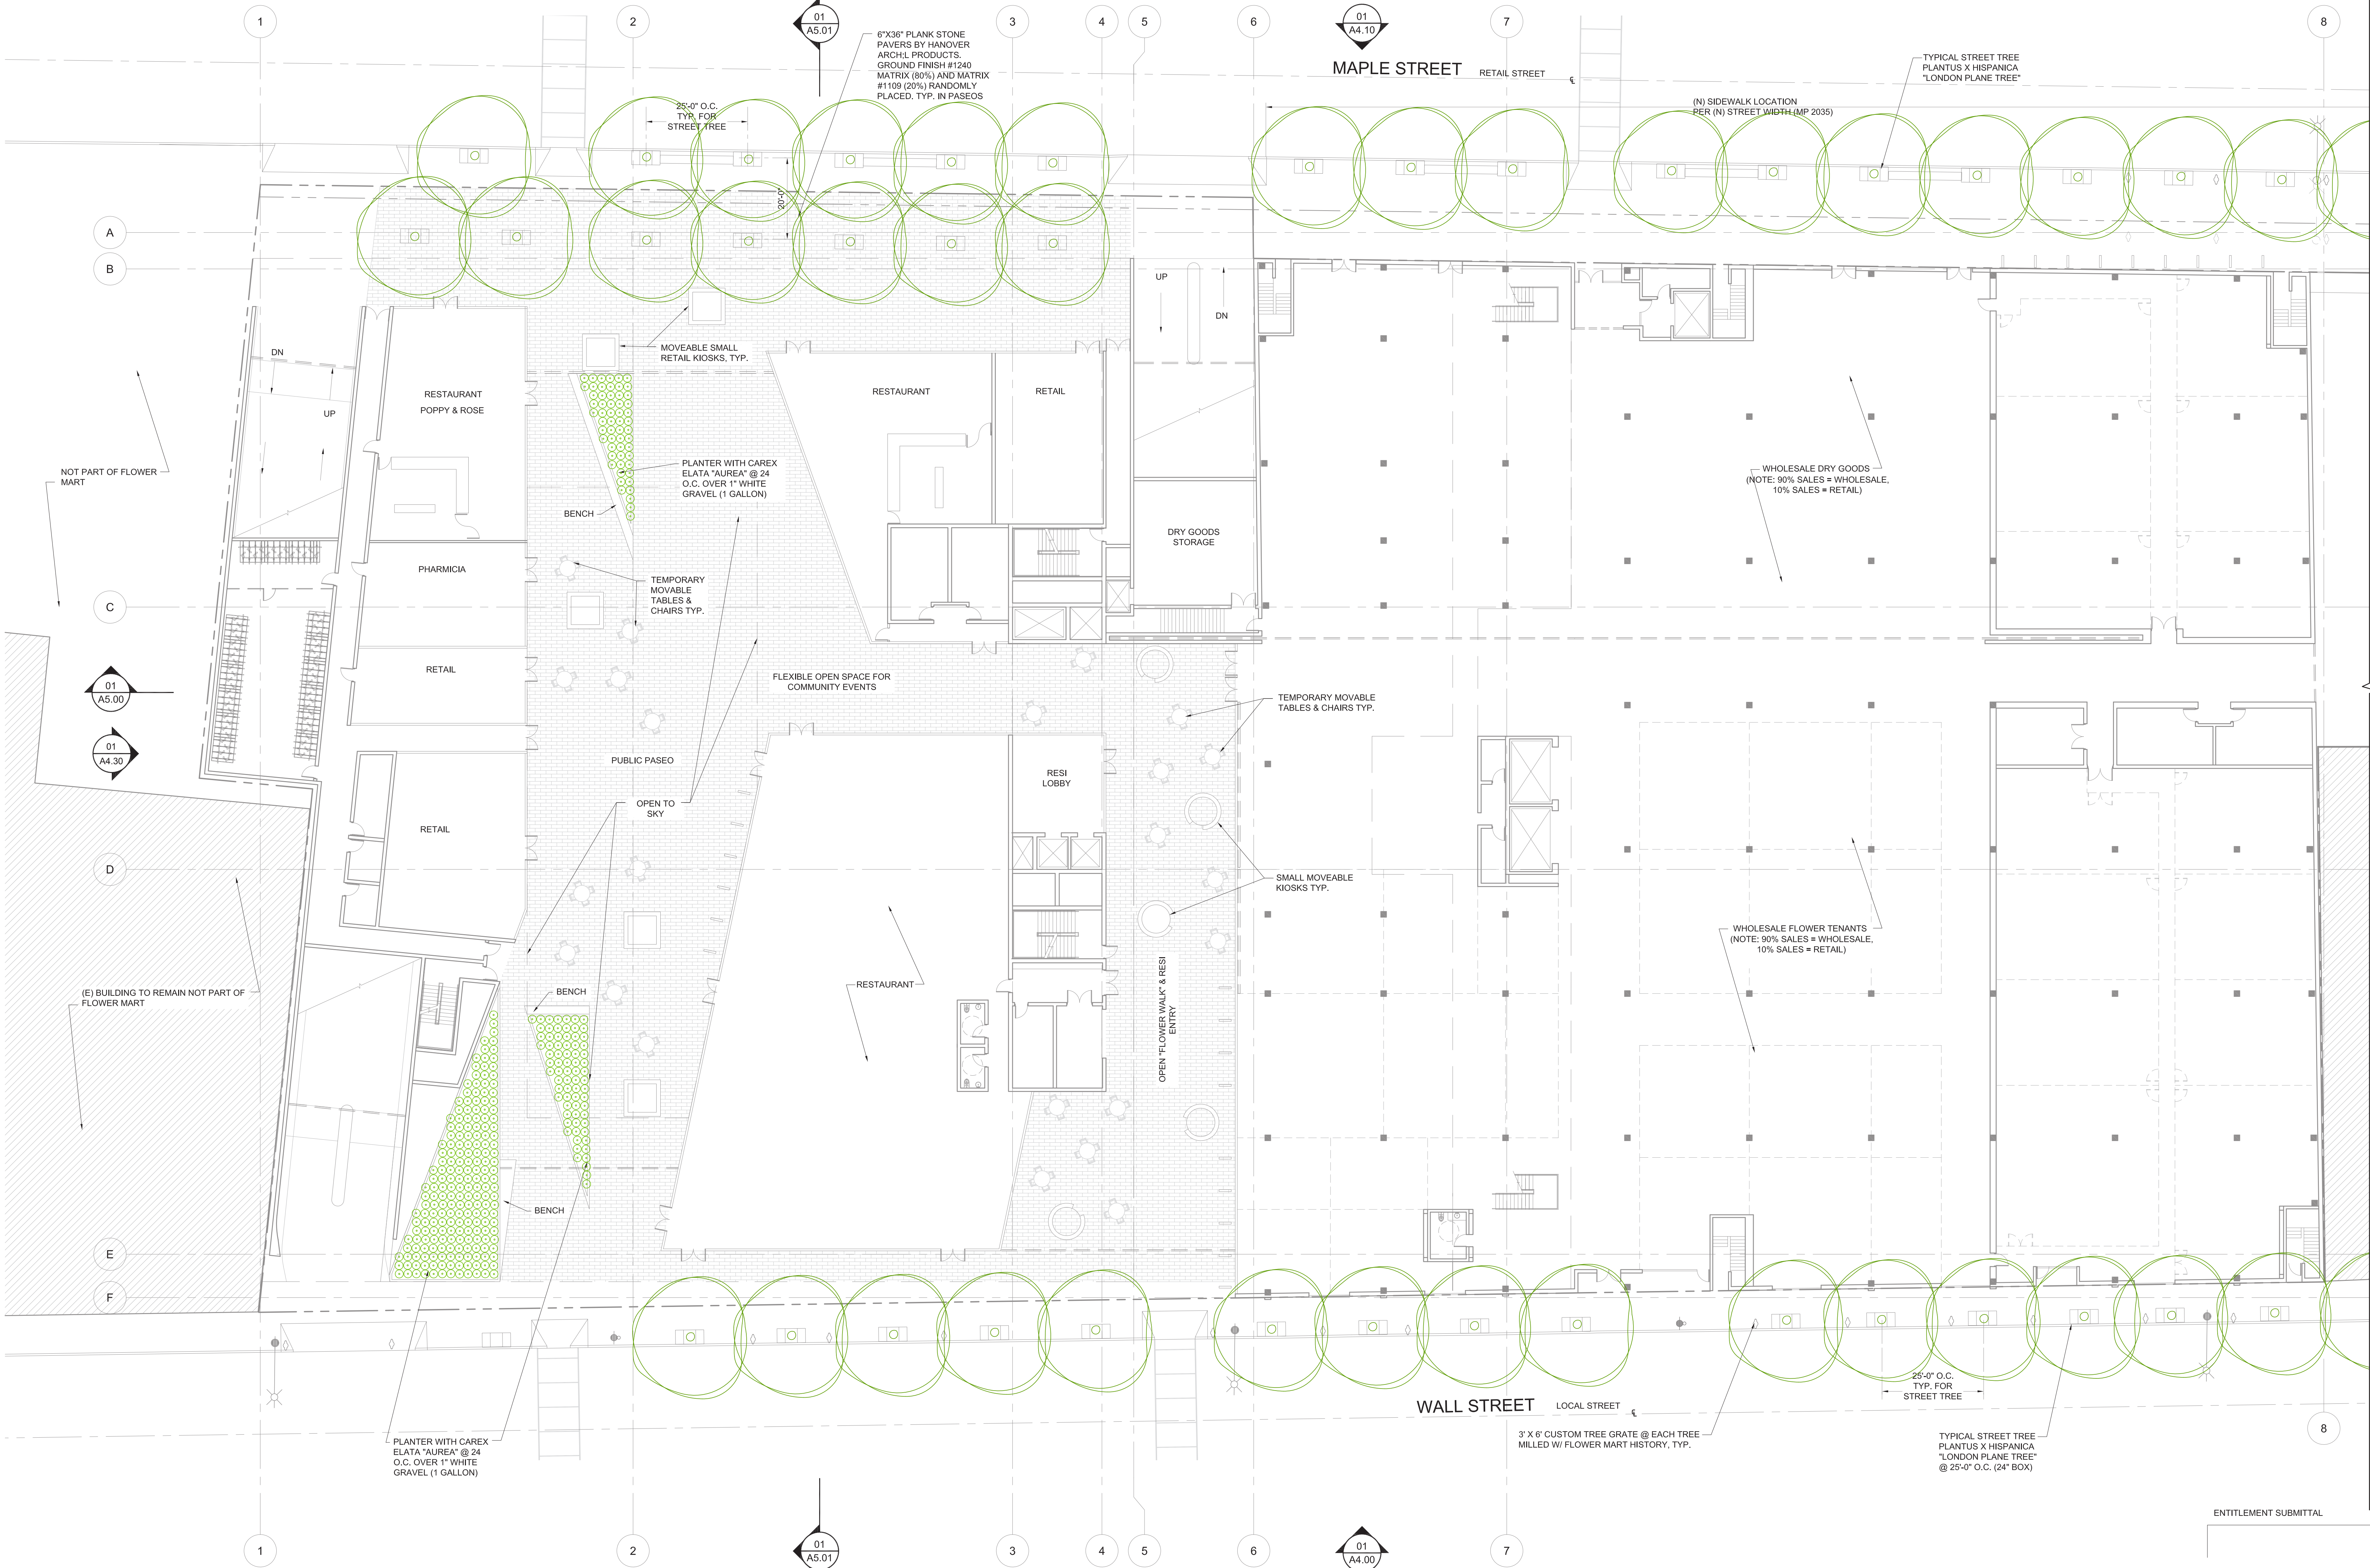 1
2
01
A5.01
3
4
5
6
01
A4.10
7
8
6"X36" PLANK STONE
PAVERS BY HANOVER
ARCH;L PRODUCTS.
GROUND FINISH #1240
MATRIX (80%) AND MATRIX
#1109 (20%) RANDOMLY
PLACED. TYP. IN PASEOS
MAPLE STREET
RETAIL STREET
TYPICAL STREET TREE
PLANTUS X HISPANICA
"LONDON PLANE TREE"
25'-0" O.C.
TYP. FOR
STREET TREE
(N) SIDEWALK LOCATION
PER (N) STREET WIDTH (MP 2035)
20'-0"
A
B
UP
DN
MOVEABLE SMALL
RETAIL KIOSKS, TYP.
DN
UP
RESTAURANT
POPPY & ROSE
RESTAURANT
RETAIL
NOT PART OF FLOWER
MART
PLANTER WITH CAREX
ELATA "AUREA" @ 24
O.C. OVER 1" WHITE
GRAVEL (1 GALLON)
BENCH
WHOLESALE DRY GOODS
(NOTE: 90% SALES = WHOLESALE,
10% SALES = RETAIL)
DRY GOODS
STORAGE
PHARMICIA
TEMPORARY
MOVABLE
TABLES &
CHAIRS TYP.
C
RETAIL
FLEXIBLE OPEN SPACE FOR
COMMUNITY EVENTS
01
A5.00
TEMPORARY MOVABLE
TABLES & CHAIRS TYP.
01
A4.30
PUBLIC PASEO
RESI
LOBBY
OPEN TO
SKY
RETAIL
D
SMALL MOVEABLE
KIOSKS TYP.
WHOLESALE FLOWER TENANTS
(NOTE: 90% SALES = WHOLESALE,
10% SALES = RETAIL)
(E) BUILDING TO REMAIN NOT PART OF
FLOWER MART
BENCH
RESTAURANT
OPEN "FLOWER WALK" & RESI
ENTRY
BENCH
E
F
25'-0" O.C.
TYP. FOR
STREET TREE
WALL STREET
LOCAL STREET
8
PLANTER WITH CAREX
ELATA "AUREA" @ 24
O.C. OVER 1" WHITE
GRAVEL (1 GALLON)
3' X 6' CUSTOM TREE GRATE @ EACH TREE
MILLED W/ FLOWER MART HISTORY, TYP.
TYPICAL STREET TREE
PLANTUS X HISPANICA
"LONDON PLANE TREE"
@ 25'-0" O.C. (24" BOX)
ENTITLEMENT SUBMITTAL
1
2
01
A5.01
3
4
5
6
01
A4.00
7